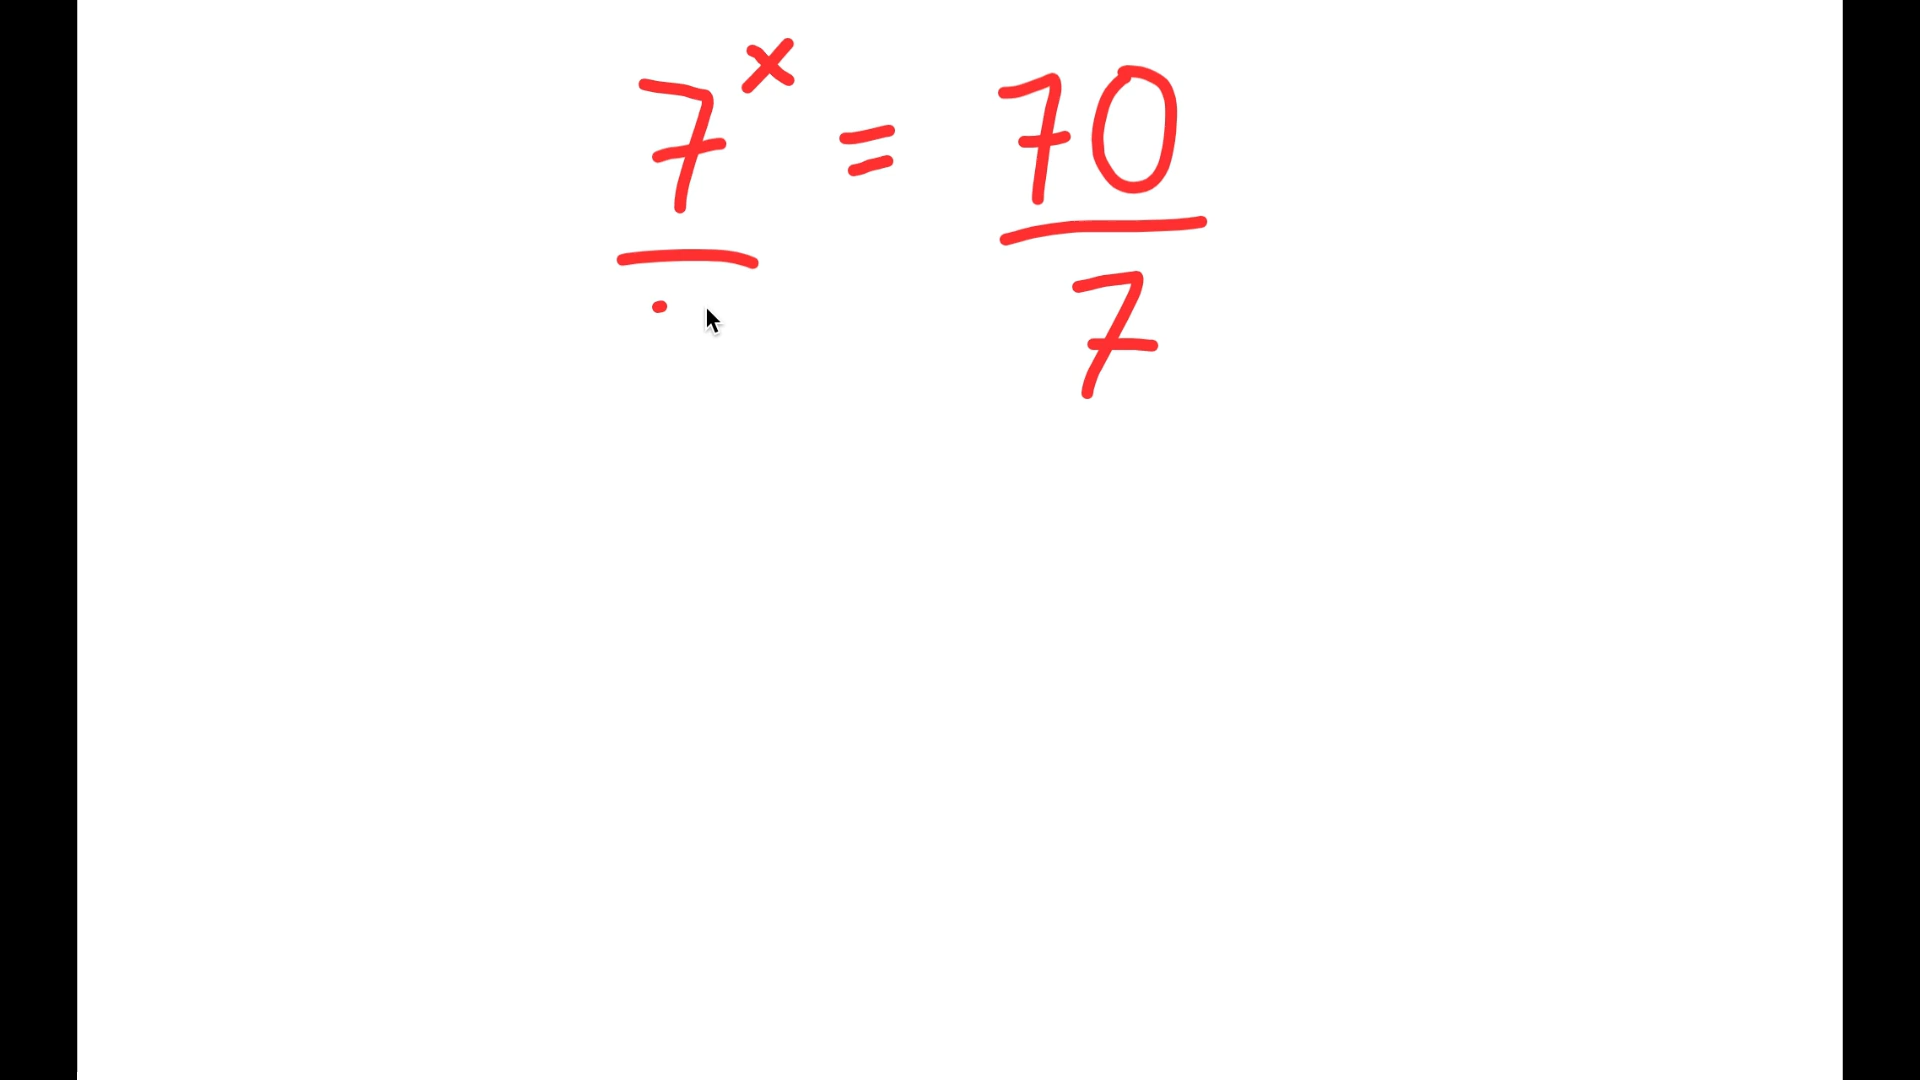 7^x = 70
— ——
. 7